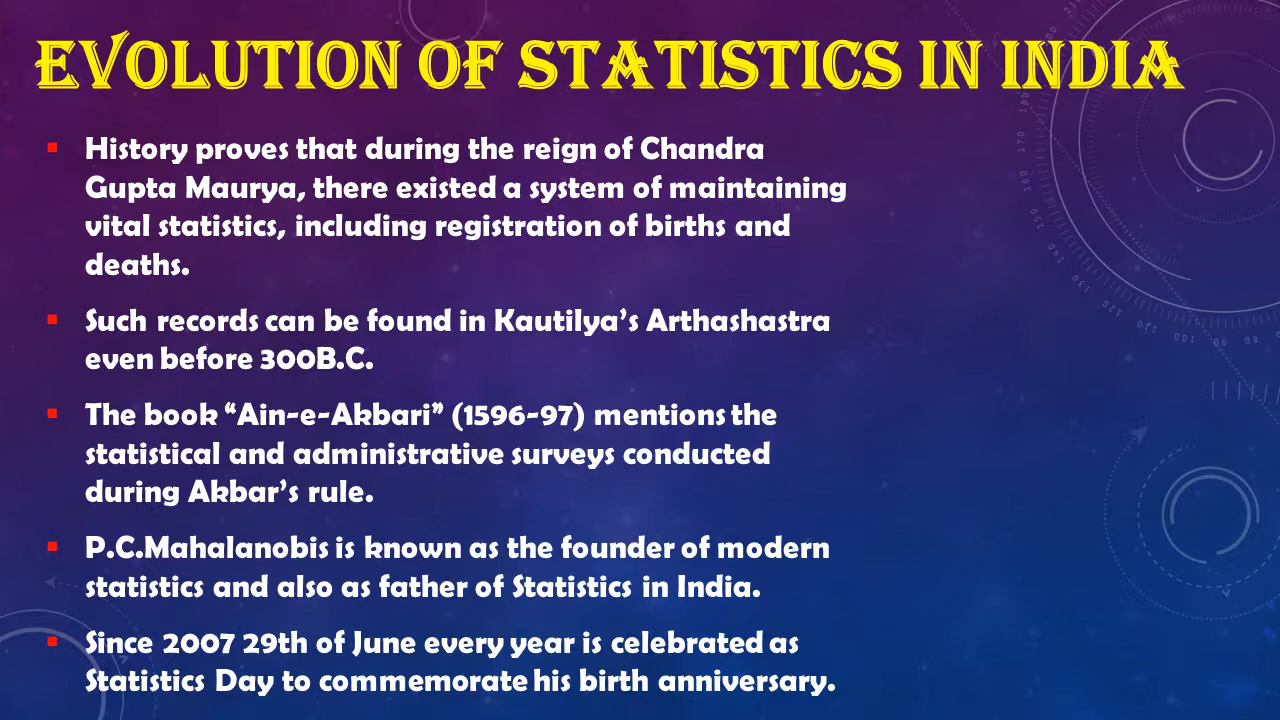 EVOLUTION OF STATISTICS IN INDIA
▪ History proves that during the reign of Chandra
Gupta Maurya, there existed a system of maintaining
vital statistics, including registration of births and
deaths.
▪ Such records can be found in Kautilya’s Arthashastra
even before 300B.C.
▪ The book “Ain-e-Akbari” (1596-97) mentions the
statistical and administrative surveys conducted
during Akbar’s rule.
▪ P.C.Mahalanobis is known as the founder of modern
statistics and also as father of Statistics in India.
▪ Since 2007 29th of June every year is celebrated as
Statistics Day to commemorate his birth anniversary.